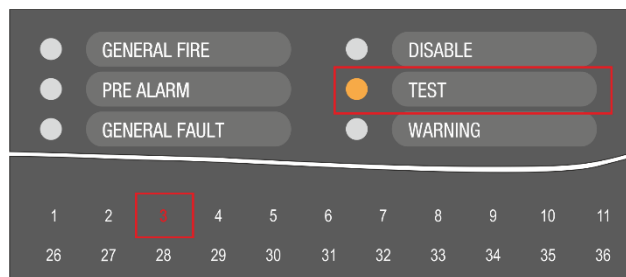 GENERAL FIRE DISABLE
PRE ALARM TEST
GENERAL FAULT WARNING
1 2 3 4 5 6 7 8 9 10 11
26 27 28 29 30 31 32 33 34 35 36